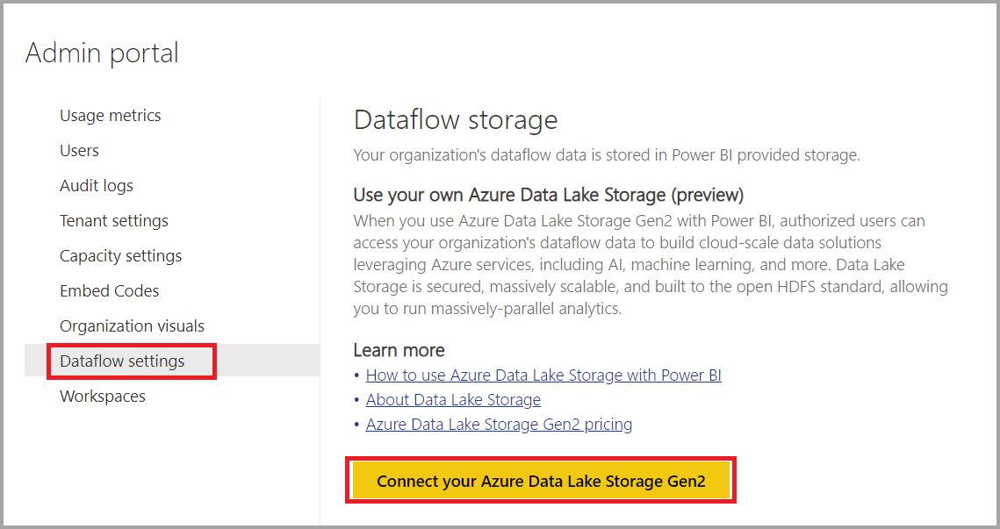 Admin portal
Usage metrics
Users
Audit logs
Tenant settings
Capacity settings
Embed Codes
Organization visuals
Dataflow settings
Workspaces
Dataflow storage
Your organization's dataflow data is stored in Power BI provided storage.
Use your own Azure Data Lake Storage (preview)
When you use Azure Data Lake Storage Gen2 with Power BI, authorized users can
access your organization's dataflow data to build cloud-scale data solutions
leveraging Azure services, including AI, machine learning, and more. Data Lake
Storage is secured, massively scalable, and built to the open HDFS standard, allowing
you to run massively-parallel analytics.
Learn more
• How to use Azure Data Lake Storage with Power BI
• About Data Lake Storage
• Azure Data Lake Storage Gen2 pricing
Connect your Azure Data Lake Storage Gen2